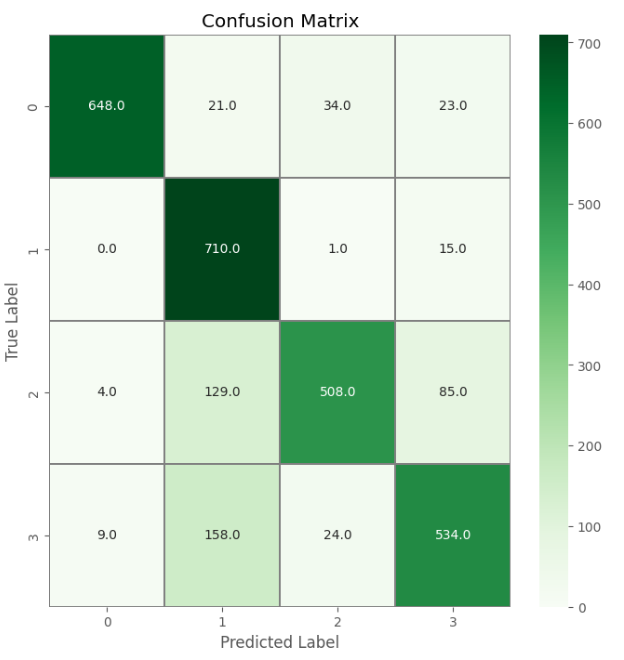 Confusion Matrix
True Label
0 648.0 21.0 34.0 23.0
1 0.0 710.0 1.0 15.0
2 4.0 129.0 508.0 85.0
3 9.0 158.0 24.0 534.0
0 1 2 3
Predicted Label
700
600
500
400
300
200
100
0